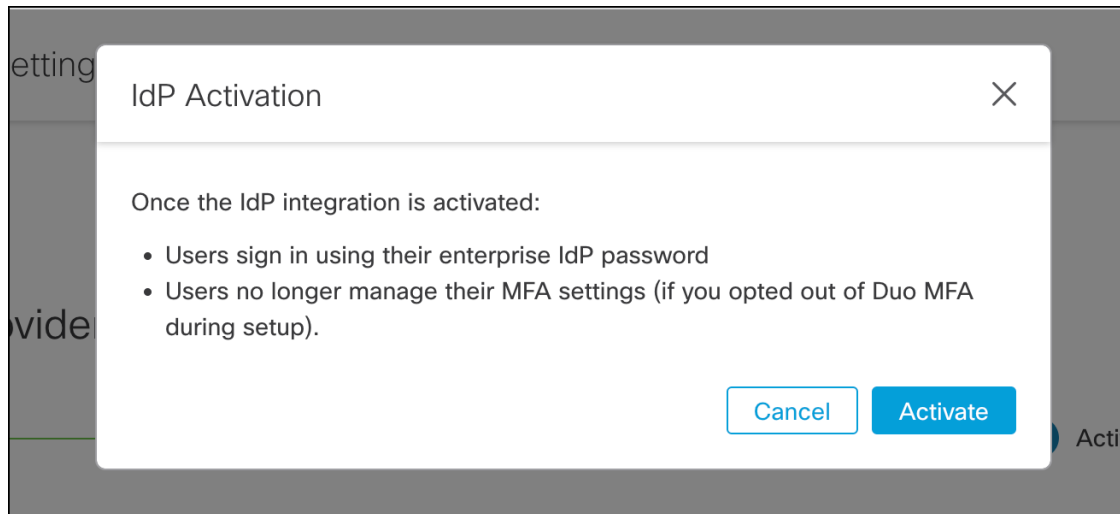 etting
IdP Activation
Once the IdP integration is activated:
• Users sign in using their enterprise IdP password
• Users no longer manage their MFA settings (if you opted out of Duo MFA
during setup).
vider
Cancel
Activate
Acti